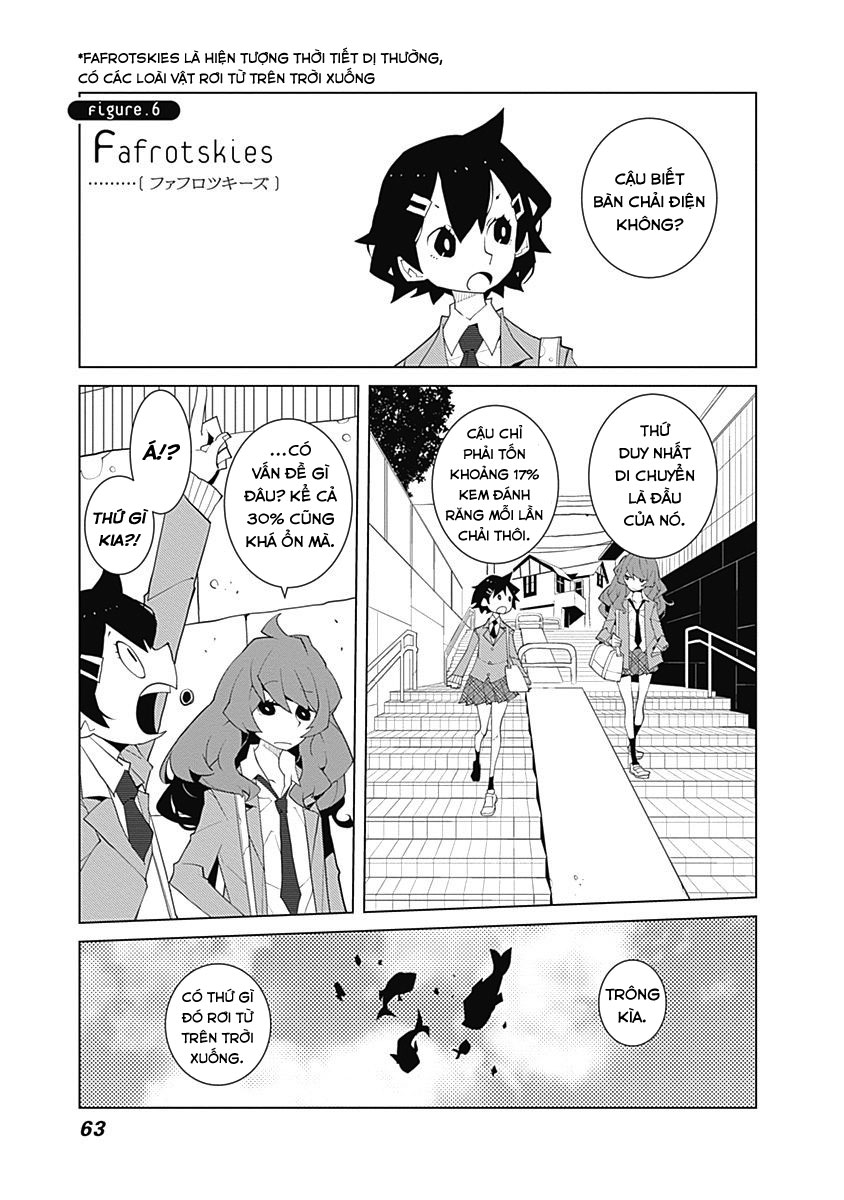 *FAFROTSKIES LÀ HIỆN TƯỢNG THỜI TIẾT DỊ THƯỜNG,
CÓ CÁC LOÀI VẬT RƠI TỪ TRÊN TRỜI XUỐNG
Figure.6
Fafrotskies
………〔ファフロツキーズ〕
CẬU BIẾT
BÀN CHẢI ĐIỆN
KHÔNG?
THỨ
DUY NHẤT
DI CHUYỂN
LÀ ĐẦU
CỦA NÓ.
CẬU CHỈ
PHẢI TỐN
KHOẢNG 17%
KEM ĐÁNH
RĂNG MỖI LẦN
CHẢI THÔI.
...CÓ
VẤN ĐỀ GÌ
ĐÂU? KỂ CẢ
30% CŨNG
KHÁ ỔN MÀ.
Á!?
THỨ GÌ
KIA?!
TRÔNG
KÌA.
CÓ THỨ GÌ
ĐÓ RƠI TỪ
TRÊN TRỜI
XUỐNG.
63